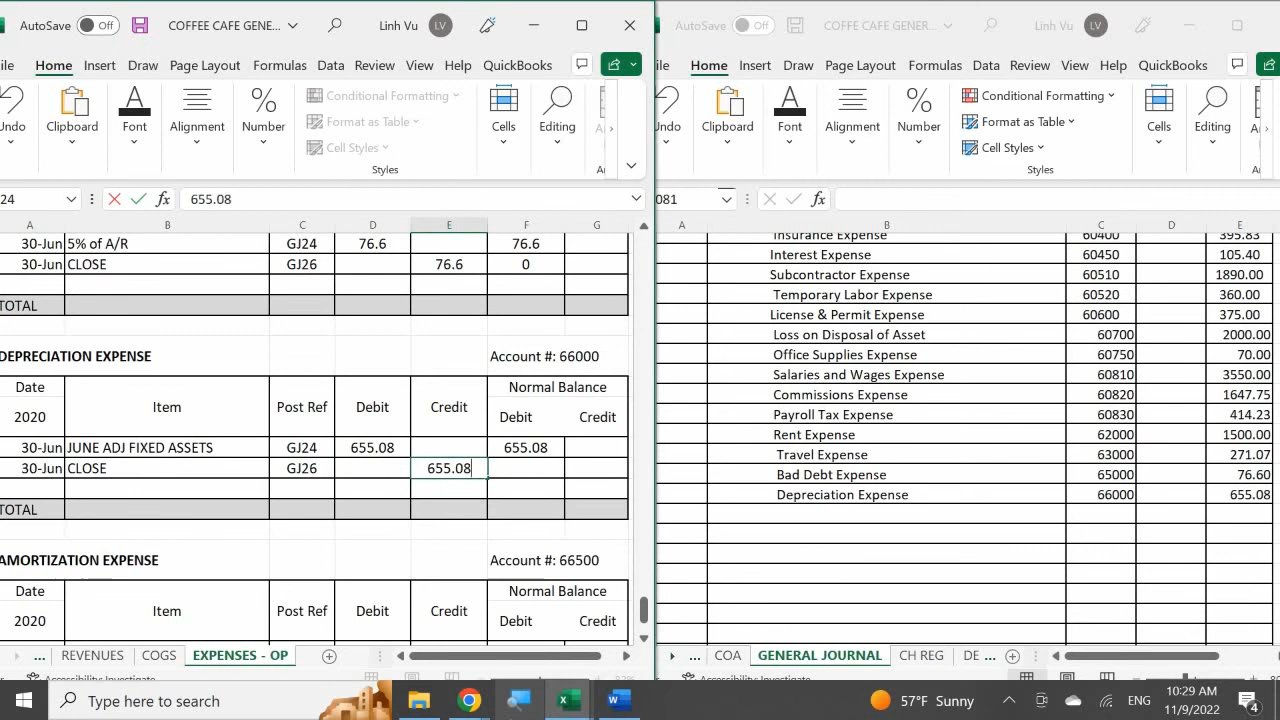 AutoSave Off COFFEE CAFE GENER... Linh Vu LV
AutoSave Off COFFE CAFE GENERAL... Linh Vu LV
ile Home Insert Draw Page Layout Formulas Data Review View Help QuickBooks
ile Home Insert Draw Page Layout Formulas Data Review View Help QuickBooks
Undo Clipboard Font Alignment Number Conditional Formatting Format as Table Cell Styles Styles Cells Editing
Undo Clipboard Font Alignment Number Conditional Formatting Format as Table Cell Styles Styles Cells Editing
24 fx 655.08
081 fx
A B C D E F G
30-Jun 5% of A/R GJ24 76.6 76.6
30-Jun CLOSE GJ26 76.6 0
TOTAL
DEPRECIATION EXPENSE Account #: 66000
Date Item Post Ref Debit Credit Normal Balance
2020 Debit Credit
30-Jun JUNE ADJ FIXED ASSETS GJ24 655.08 655.08
30-Jun CLOSE GJ26 655.08
TOTAL
AMORTIZATION EXPENSE Account #: 66500
Date Item Post Ref Debit Credit Normal Balance
2020 Debit Credit
A B C D E
Insurance Expense 60400 395.83
Interest Expense 60450 105.40
Subcontractor Expense 60510 1890.00
Temporary Labor Expense 60520 360.00
License & Permit Expense 60600 375.00
Loss on Disposal of Asset 60700 2000.00
Office Supplies Expense 60750 70.00
Salaries and Wages Expense 60810 3550.00
Commissions Expense 60820 1647.75
Payroll Tax Expense 60830 414.23
Rent Expense 62000 1500.00
Travel Expense 63000 271.07
Bad Debt Expense 65000 76.60
Depreciation Expense 66000 655.08
... REVENUES COGS EXPENSES - OP
... COA GENERAL JOURNAL CH REG DE ...
Type here to search 57°F Sunny ENG 10:29 AM
11/9/2022 4